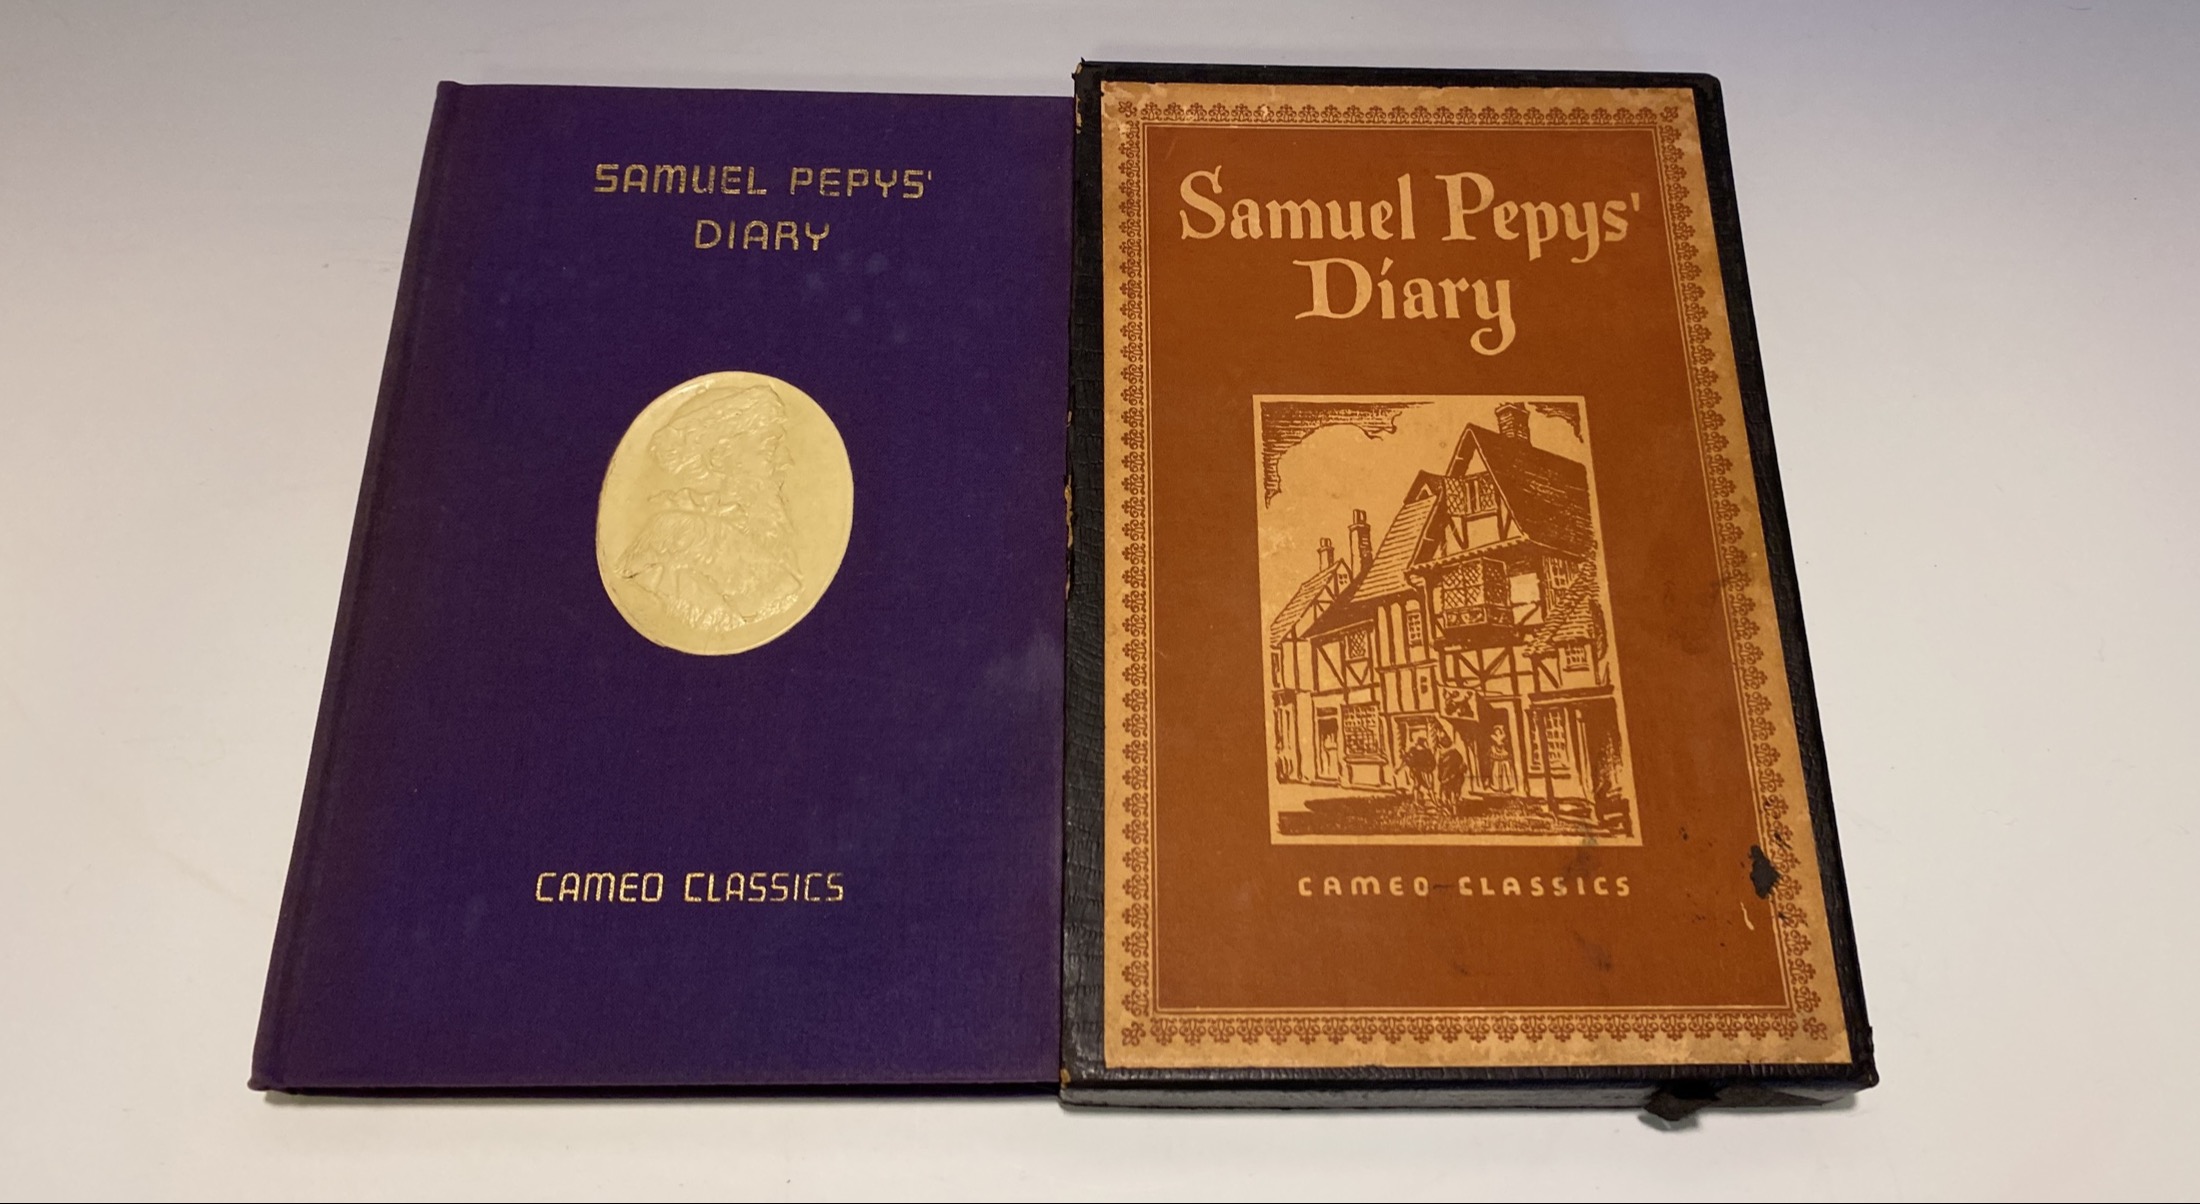 SAMUEL PEPYS'
DIARY
CAMEO CLASSICS
Samuel Pepys'
Diary
CAMEO CLASSICS